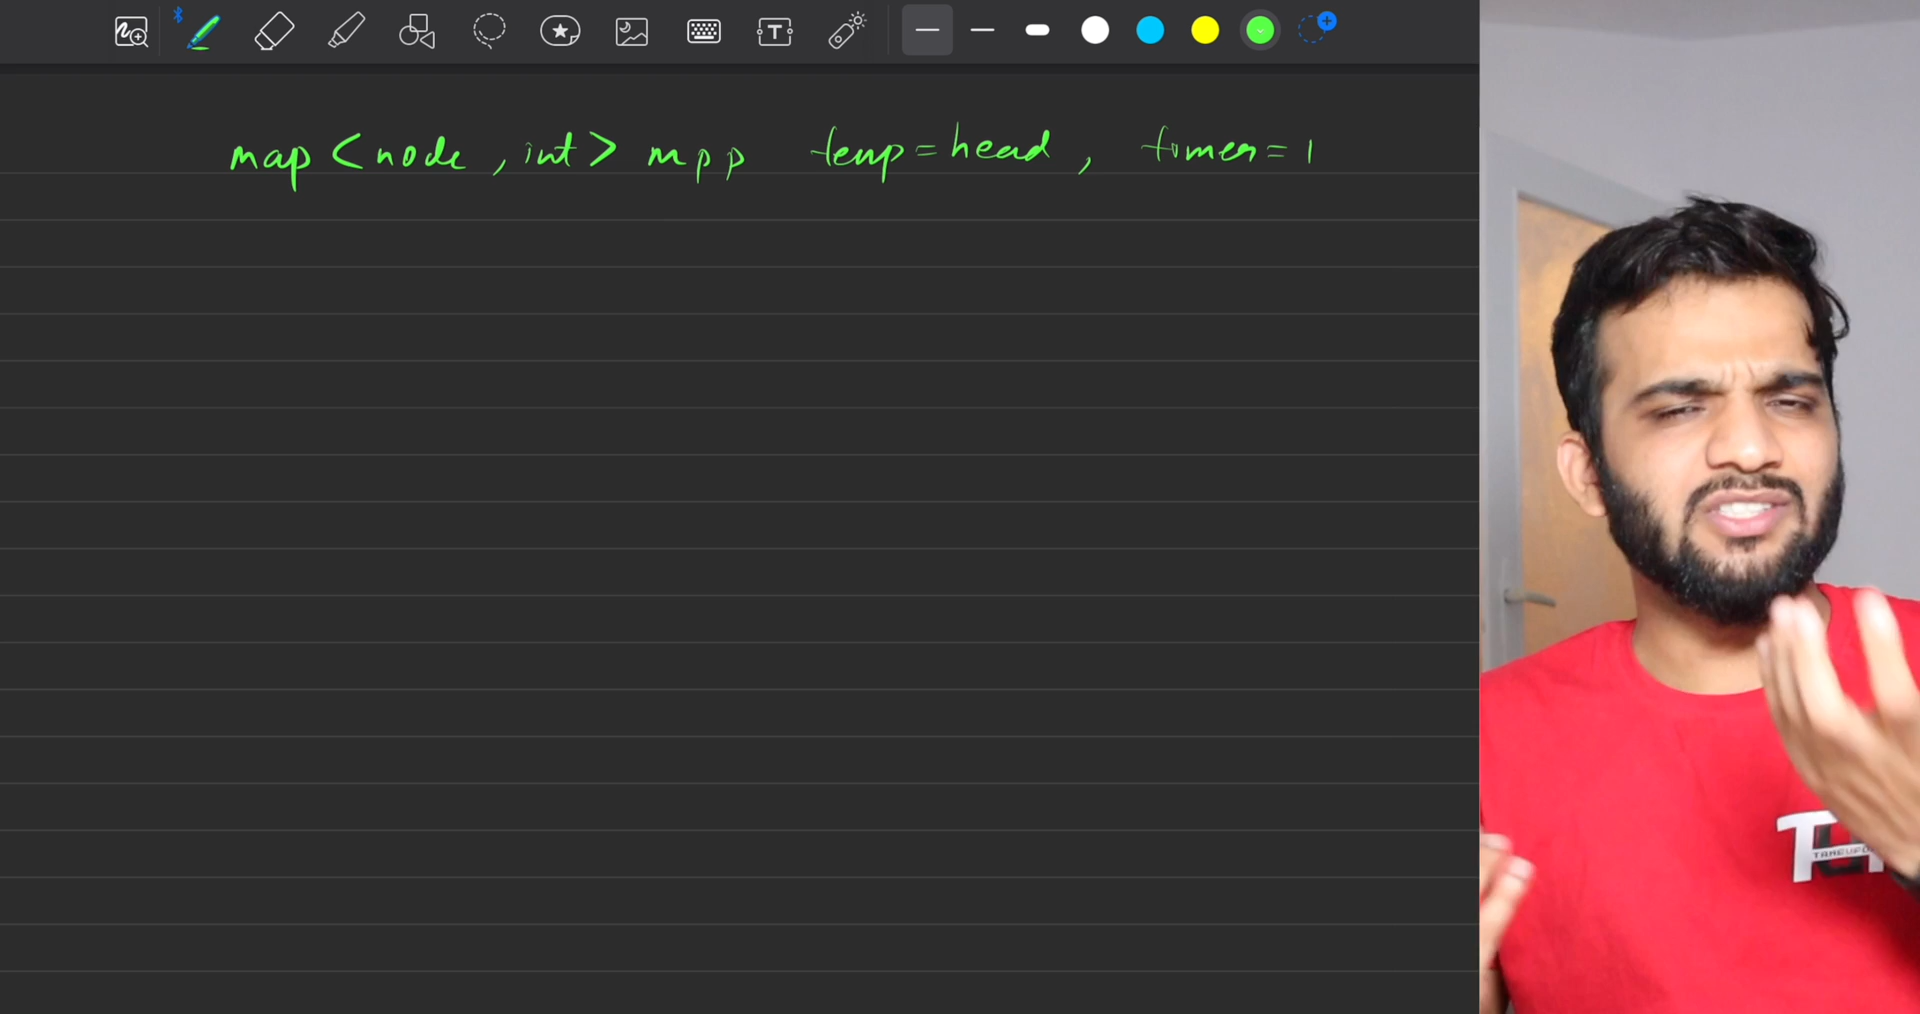 map <node, int> mpp temp=head, timer=1